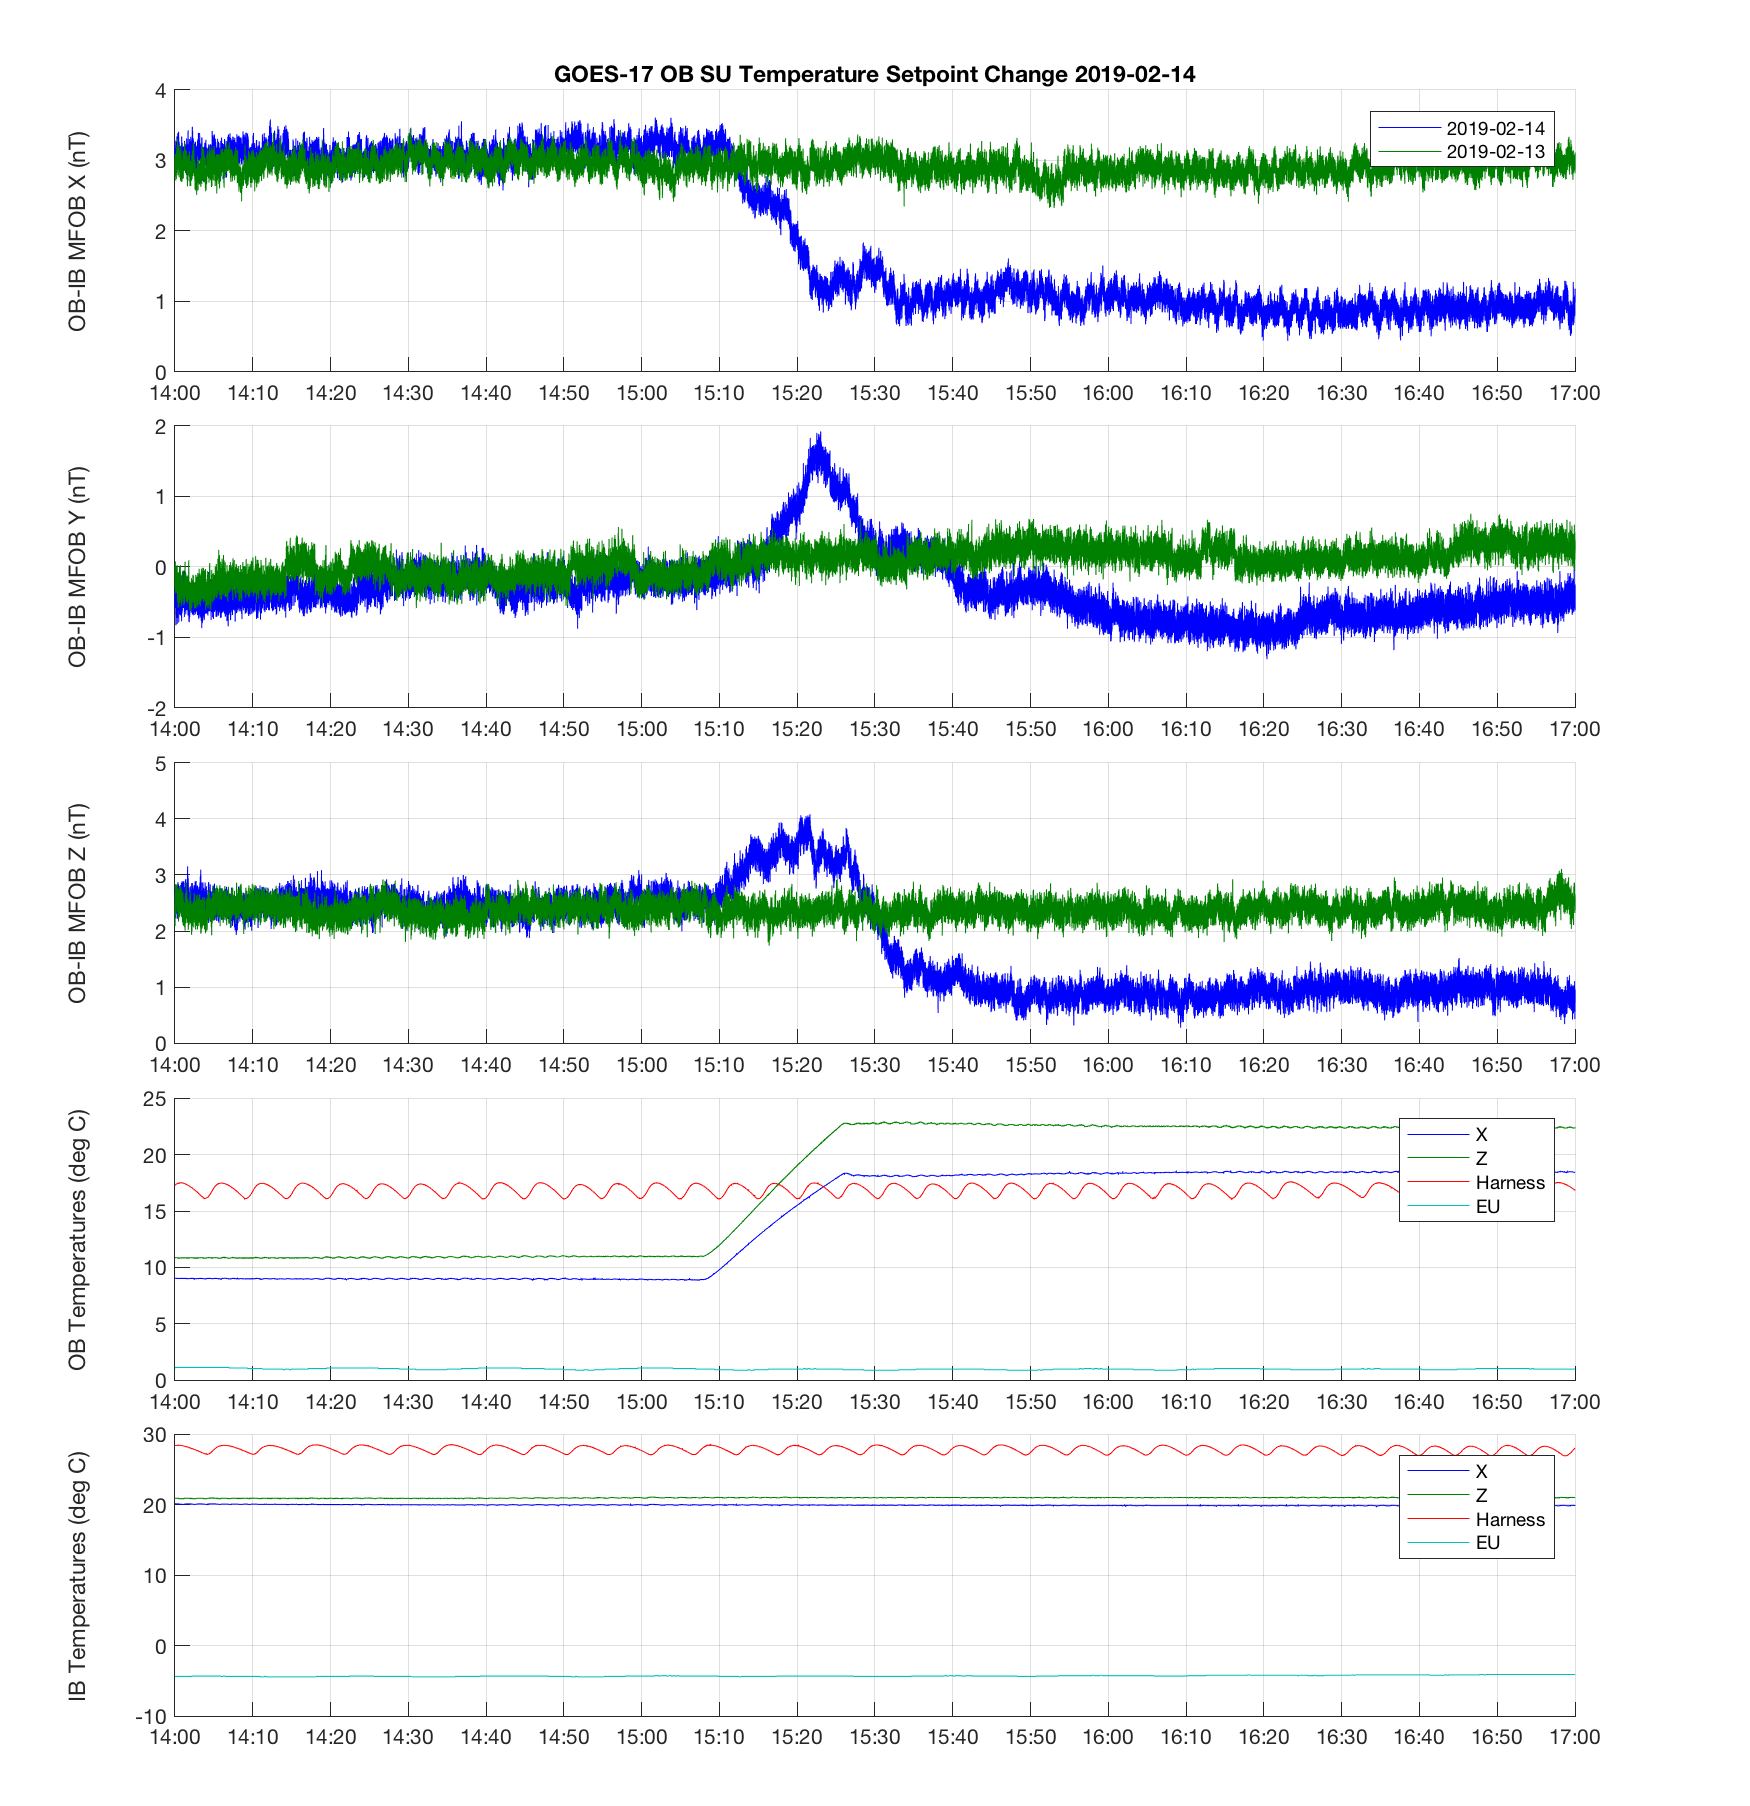 GOES-17 OB SU Temperature Setpoint Change 2019-02-14
OB-IB MFOB X (nT)
4
3
2
1
0
2019-02-14
2019-02-13
14:00 14:10 14:20 14:30 14:40 14:50 15:00 15:10 15:20 15:30 15:40 15:50 16:00 16:10 16:20 16:30 16:40 16:50 17:00
OB-IB MFOB Y (nT)
2
1
0
-1
-2
14:00 14:10 14:20 14:30 14:40 14:50 15:00 15:10 15:20 15:30 15:40 15:50 16:00 16:10 16:20 16:30 16:40 16:50 17:00
OB-IB MFOB Z (nT)
5
4
3
2
1
0
14:00 14:10 14:20 14:30 14:40 14:50 15:00 15:10 15:20 15:30 15:40 15:50 16:00 16:10 16:20 16:30 16:40 16:50 17:00
OB Temperatures (deg C)
25
20
15
10
5
0
X
Z
Harness
EU
14:00 14:10 14:20 14:30 14:40 14:50 15:00 15:10 15:20 15:30 15:40 15:50 16:00 16:10 16:20 16:30 16:40 16:50 17:00
IB Temperatures (deg C)
30
20
10
0
-10
X
Z
Harness
EU
14:00 14:10 14:20 14:30 14:40 14:50 15:00 15:10 15:20 15:30 15:40 15:50 16:00 16:10 16:20 16:30 16:40 16:50 17:00